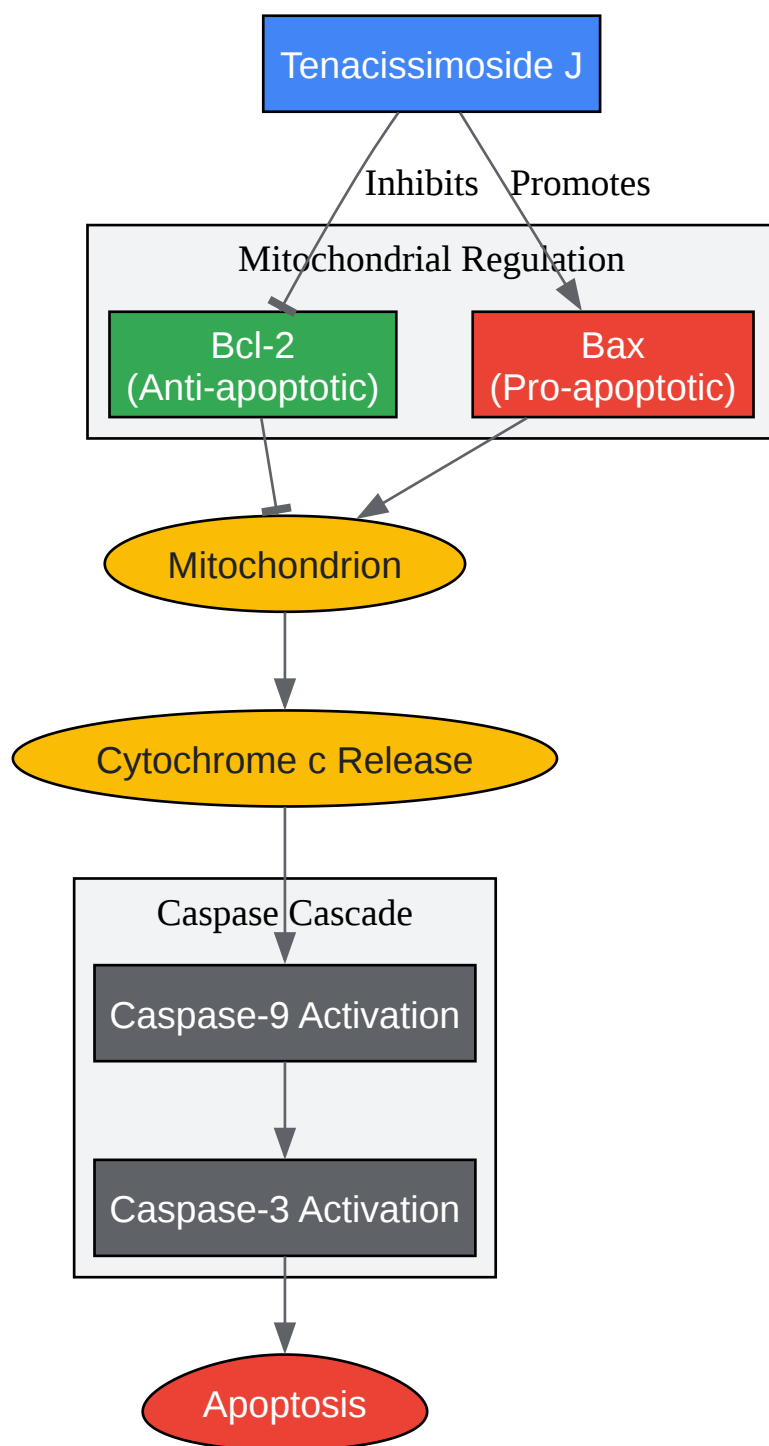 Tenacissimoside J
Inhibits
Promotes
Mitochondrial Regulation
Bcl-2
(Anti-apoptotic)
Bax
(Pro-apoptotic)
Mitochondrion
Cytochrome c Release
Caspase Cascade
Caspase-9 Activation
Caspase-3 Activation
Apoptosis